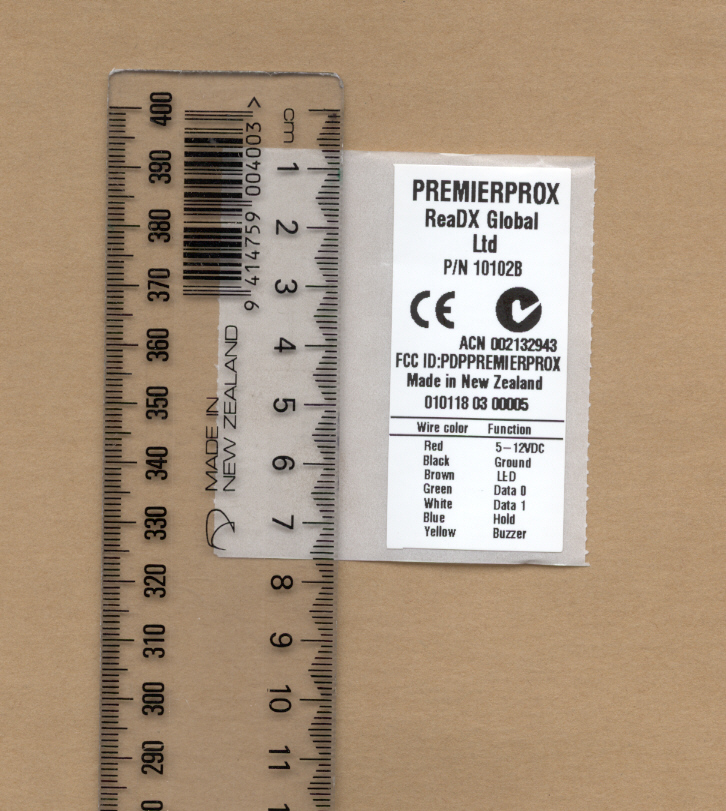 400
390
380
370
360
350
340
330
320
310
300
290
9 414759 004003 >
MADE IN
NEW ZEALAND
cm
1
2
3
4
5
6
7
8
9
10
11
PREMIERPROX
ReaDX Global
Ltd
P/N 10102B
CE
ACN 002132943
FCC ID:PDPPREMIERPROX
Made in New Zealand
010118 03 00005
Wire color Function
Red 5-12VDC
Black Ground
Brown LED
Green Data 0
White Data 1
Blue Hold
Yellow Buzzer